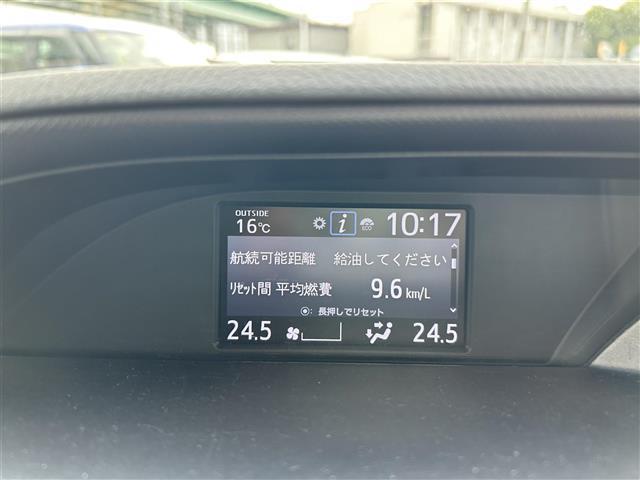 OUTSIDE
16℃ i ECO 10:17
航続可能距離 給油してください
ﾘｾｯﾄ間 平均燃費 9.6 km/L
◉: 長押しでリセット
24.5 24.5